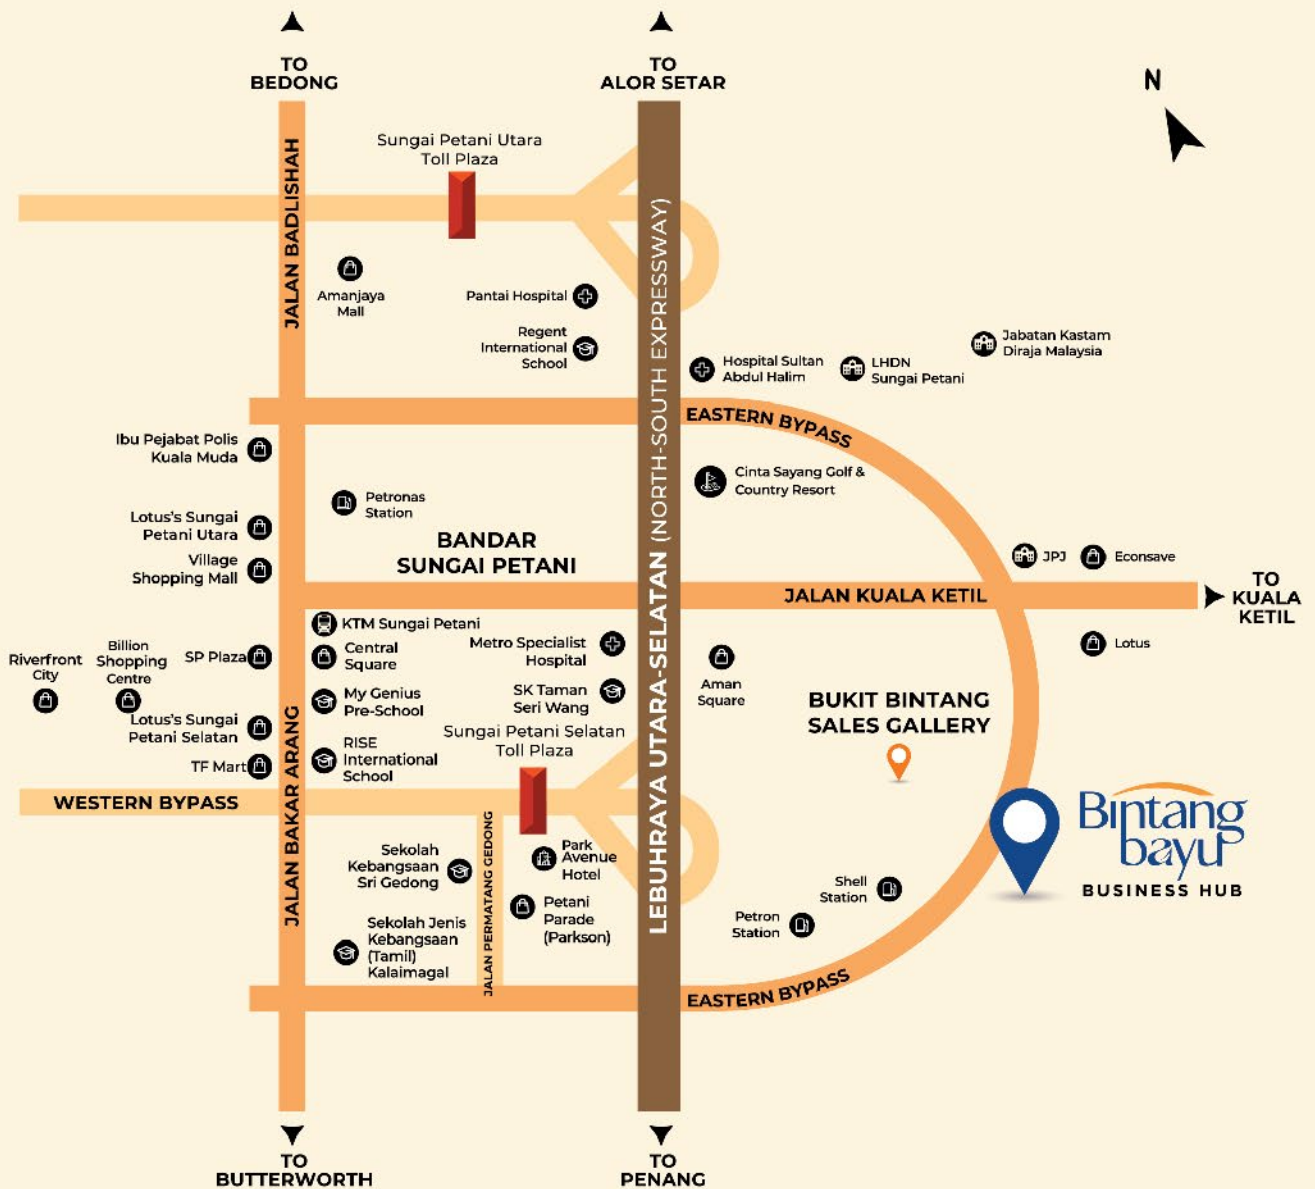 TO
BEDONG
TO
ALOR SETAR
N
JALAN BADLISHAH
Sungai Petani Utara
Toll Plaza
LEBUHRAYA UTARA-SELATAN (NORTH-SOUTH EXPRESSWAY)
Amanjaya
Mall
Pantai Hospital
Regent
International
School
Hospital Sultan
Abdul Halim
LHDN
Sungai Petani
Jabatan Kastam
Diraja Malaysia
EASTERN BYPASS
Ibu Pejabat Polis
Kuala Muda
Petronas
Station
Cinta Sayang Golf &
Country Resort
Lotus's Sungai
Petani Utara
Village
Shopping Mall
BANDAR
SUNGAI PETANI
JPJ
Econsave
JALAN KUALA KETIL
TO
KUALA
KETIL
KTM Sungai Petani
Riverfront
City
Billion
Shopping
Centre
SP Plaza
Central
Square
Metro Specialist
Hospital
Lotus
My Genius
Pre-School
SK Taman
Seri Wang
Aman
Square
BUKIT BINTANG
SALES GALLERY
Lotus's Sungai
Petani Selatan
JALAN BAKAR ARANG
RISE
International
School
Sungai Petani Selatan
Toll Plaza
TF Mart
WESTERN BYPASS
Bintang
bayu
BUSINESS HUB
JALAN PERMATANG GEDONG
Sekolah
Kebangsaan
Sri Gedong
Park
Avenue
Hotel
Shell
Station
Petani
Parade
(Parkson)
Petron
Station
Sekolah Jenis
Kebangsaan
(Tamil)
Kalaimagal
EASTERN BYPASS
TO
BUTTERWORTH
TO
PENANG